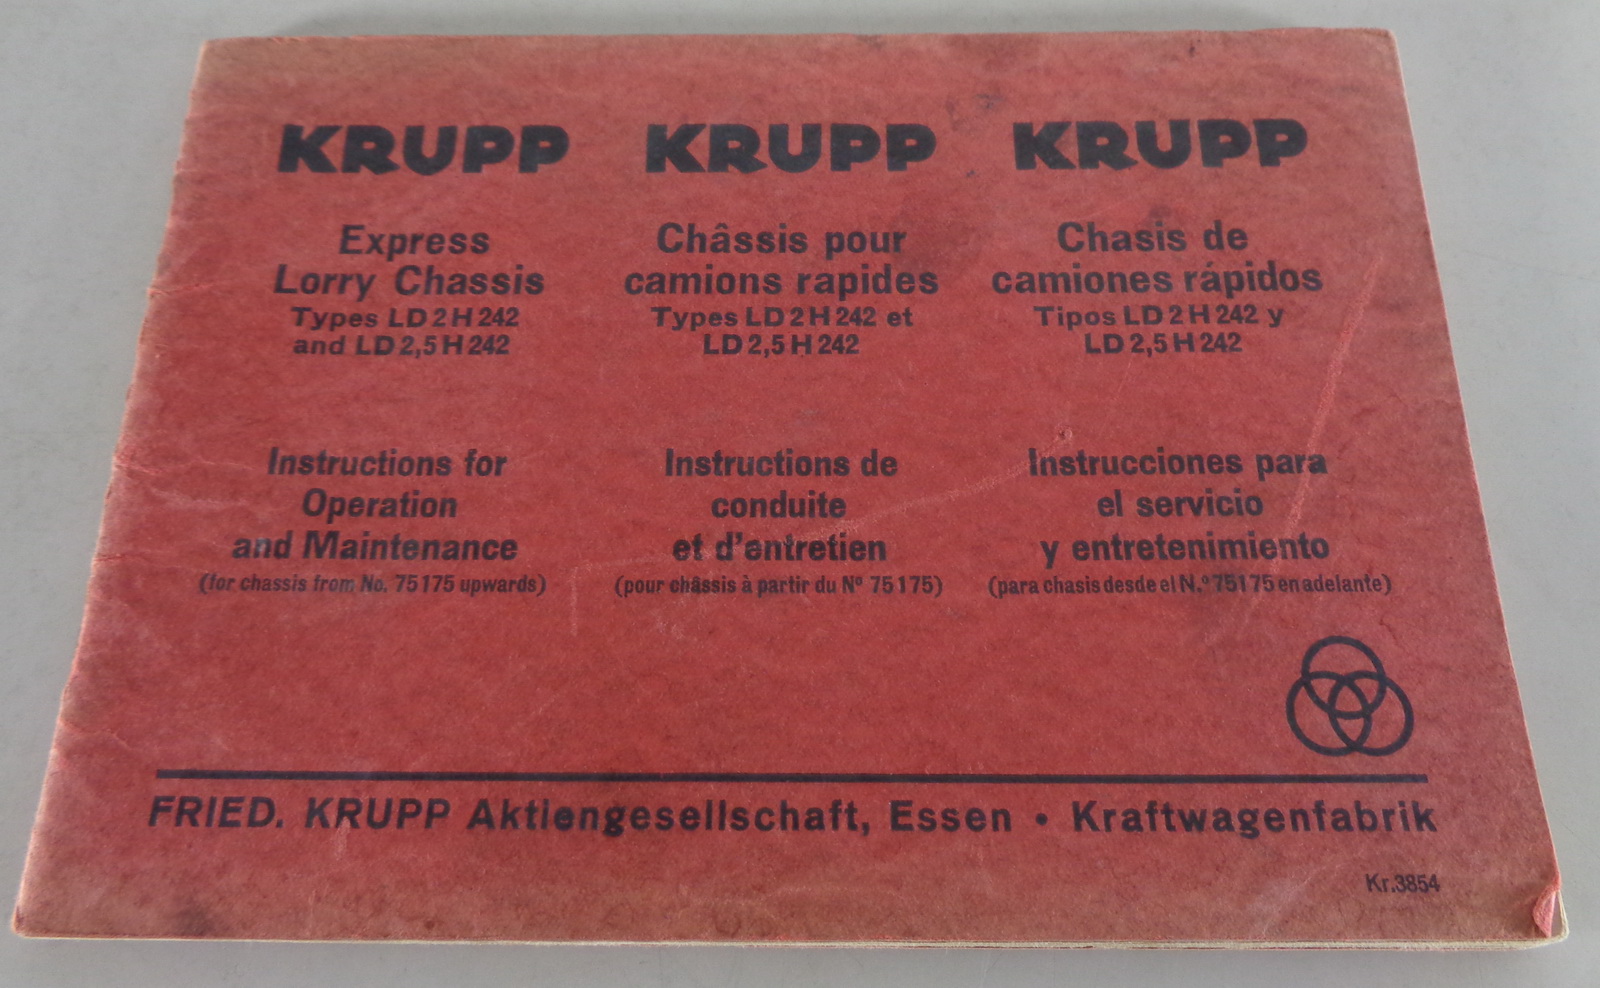 KRUPP
Express
Lorry Chassis
Types LD 2 H 242
and LD 2,5 H 242
Instructions for
Operation
and Maintenance
(for chassis from No. 75175 upwards)
KRUPP
Châssis pour
camions rapides
Types LD 2 H 242 et
LD 2,5 H 242
Instructions de
conduite
et d'entretien
(pour châssis à partir du Nº 75175)
KRUPP
Chasis de
camiones rápidos
Tipos LD 2 H 242 y
LD 2,5 H 242
Instrucciones para
el servicio
y entretenimiento
(para chasis desde el N.º 75175 en adelante)
FRIED. KRUPP Aktiengesellschaft, Essen • Kraftwagenfabrik
Kr.3854